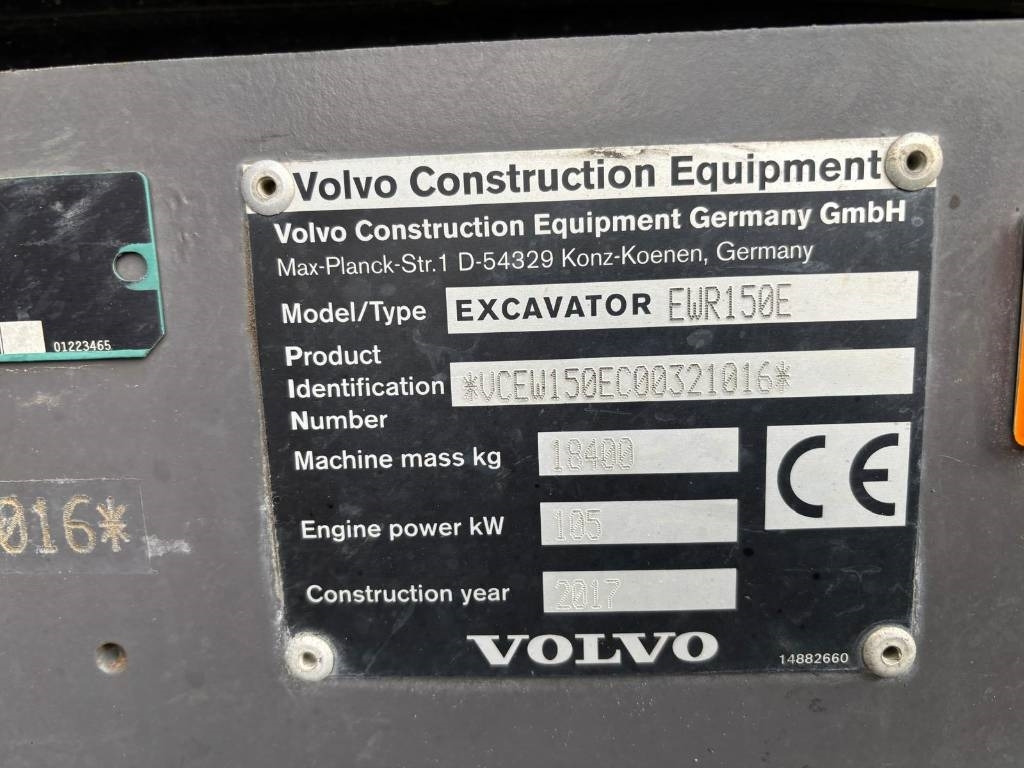 Volvo Construction Equipment
Volvo Construction Equipment Germany GmbH
Max-Planck-Str.1 D-54329 Konz-Koenen, Germany
Model/Type EXCAVATOR EWR150E
Product
Identification *VCEW150EC00321016*
Number
Machine mass kg 18400
CE
Engine power kW 105
Construction year 2017
VOLVO 14882660
01223465
016*